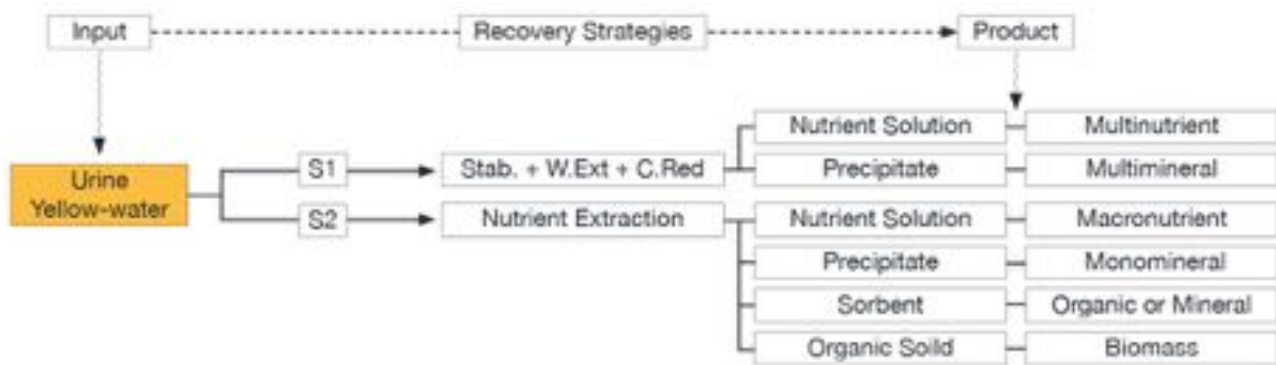 Input
Recovery Strategies
Product
Urine
Yellow-water
S1
Stab. + W.Ext + C.Red
Nutrient Solution
Multinutrient
Precipitate
Multimineral
S2
Nutrient Extraction
Nutrient Solution
Macronutrient
Precipitate
Monomineral
Sorbent
Organic or Mineral
Organic Soild
Biomass